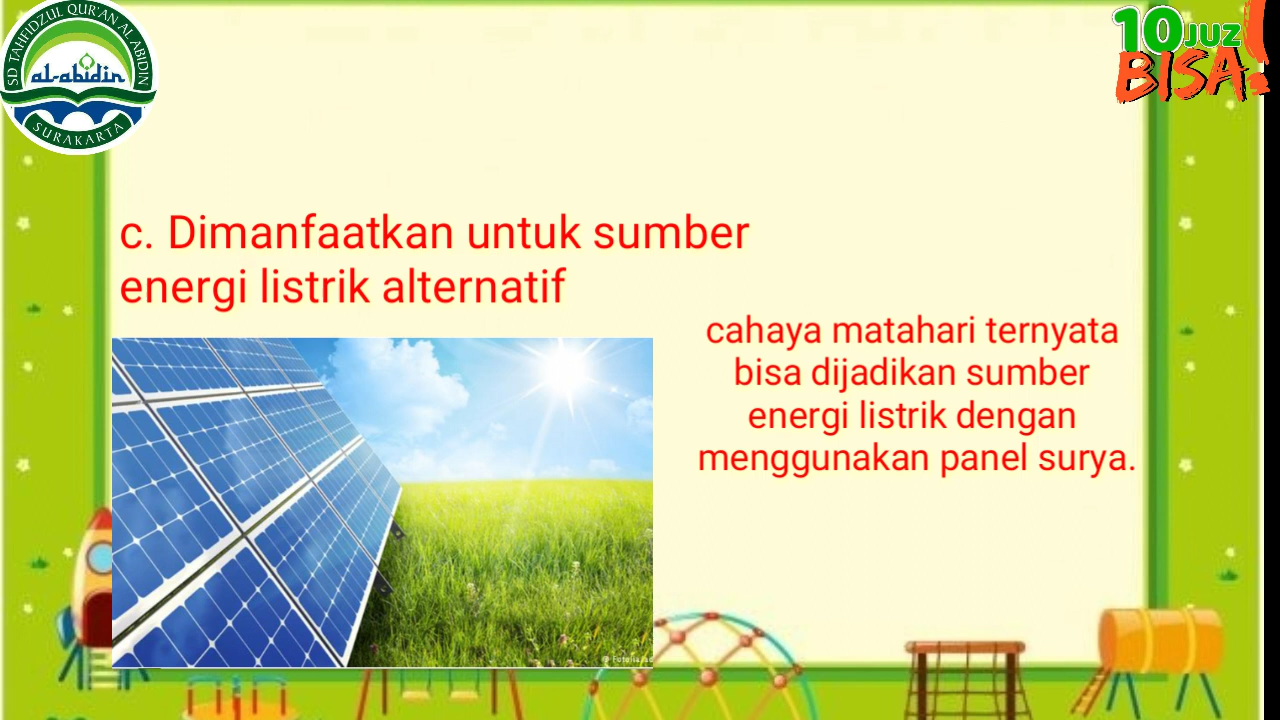 SD TAHFIDZUL QUR'AN AL ABIDIN
al-abidin
SURAKARTA
10 JUZ
BISA!
c. Dimanfaatkan untuk sumber
energi listrik alternatif
cahaya matahari ternyata
bisa dijadikan sumber
energi listrik dengan
menggunakan panel surya.